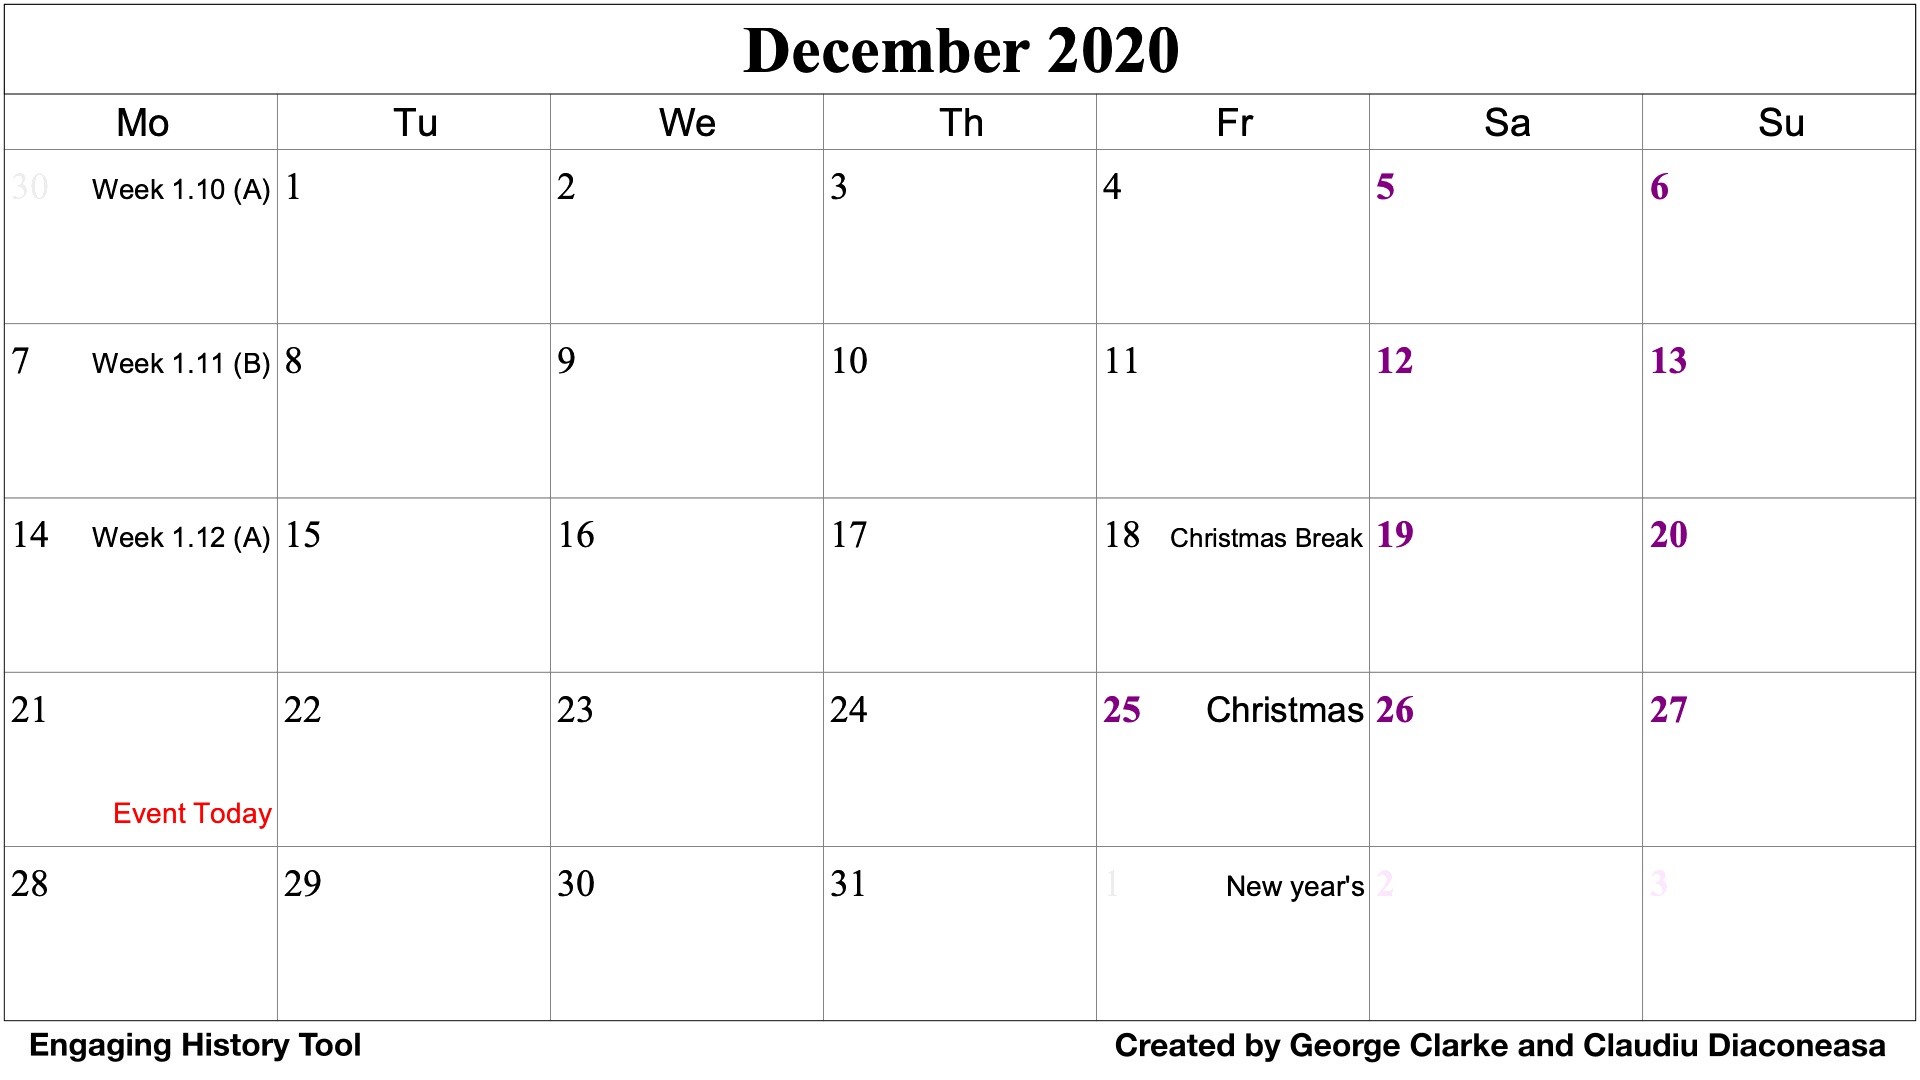 December 2020
Mo Tu We Th Fr Sa Su
30 Week 1.10 (A) 1 2 3 4 5 6
7 Week 1.11 (B) 8 9 10 11 12 13
14 Week 1.12 (A) 15 16 17 18 Christmas Break 19 20
21 22 23 24 25 Christmas 26 27
Event Today
28 29 30 31 1 New year's 2 3
Engaging History Tool Created by George Clarke and Claudiu Diaconeasa